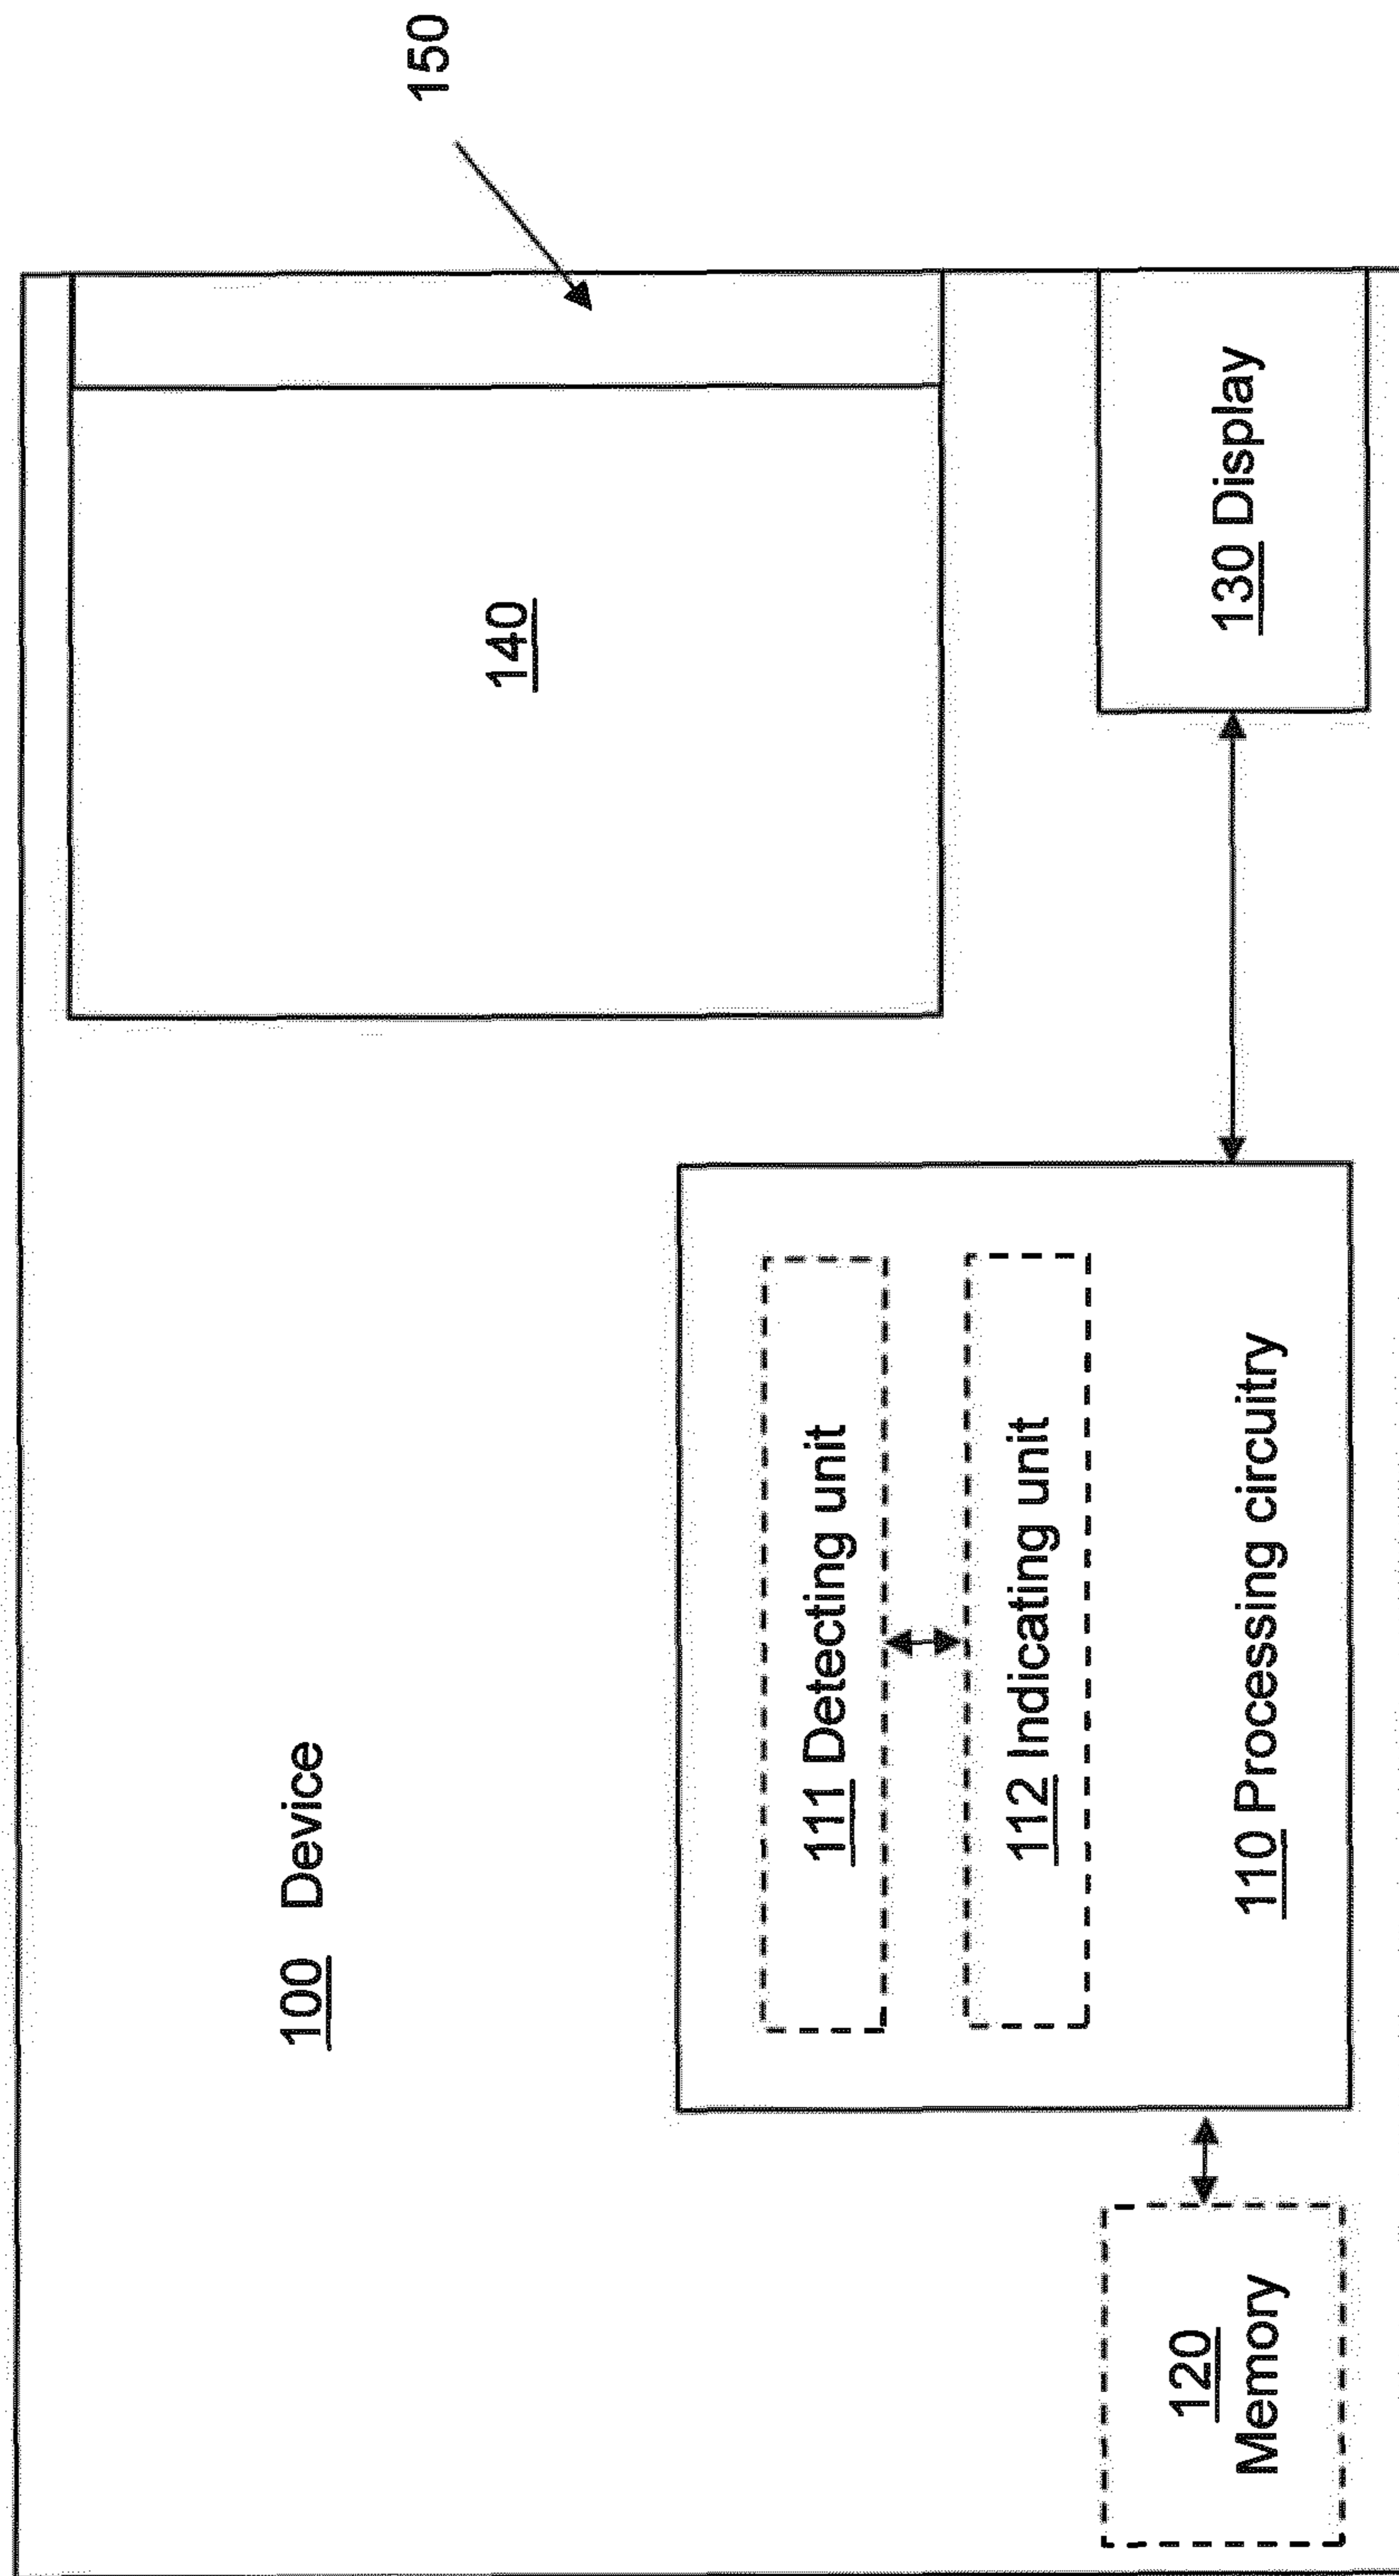 100 Device
150
140
111 Detecting unit
112 Indicating unit
110 Processing circuitry
120
Memory
130 Display